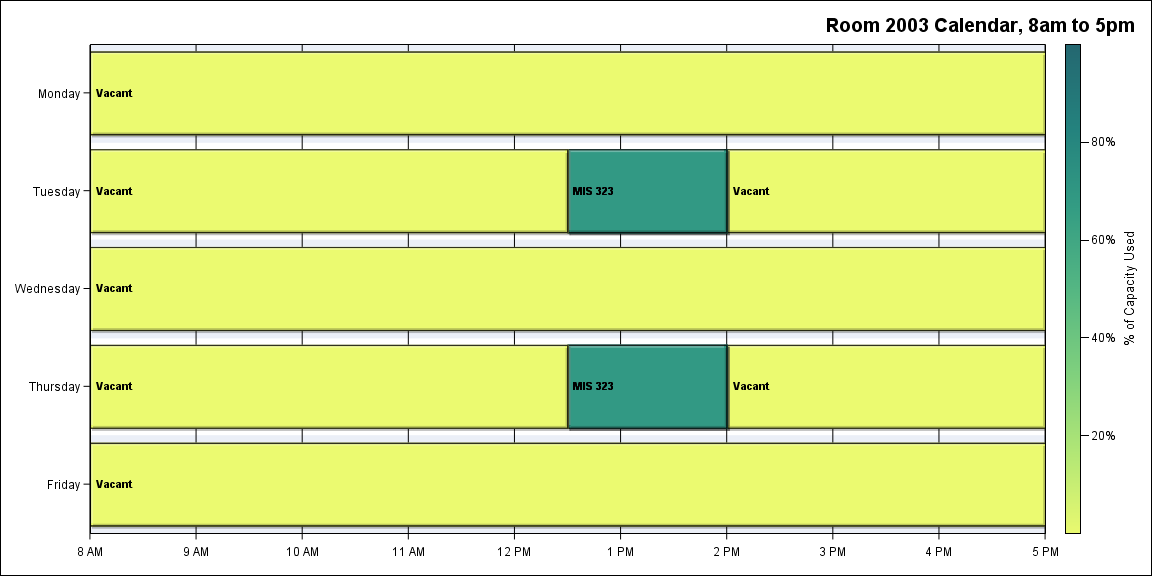 Room 2003 Calendar, 8am to 5pm
Monday
Vacant
Tuesday
Vacant
MIS 323
Vacant
Wednesday
Vacant
Thursday
Vacant
MIS 323
Vacant
Friday
Vacant
8 AM
9 AM
10 AM
11 AM
12 PM
1 PM
2 PM
3 PM
4 PM
5 PM
80%
60%
40%
20%
% of Capacity Used